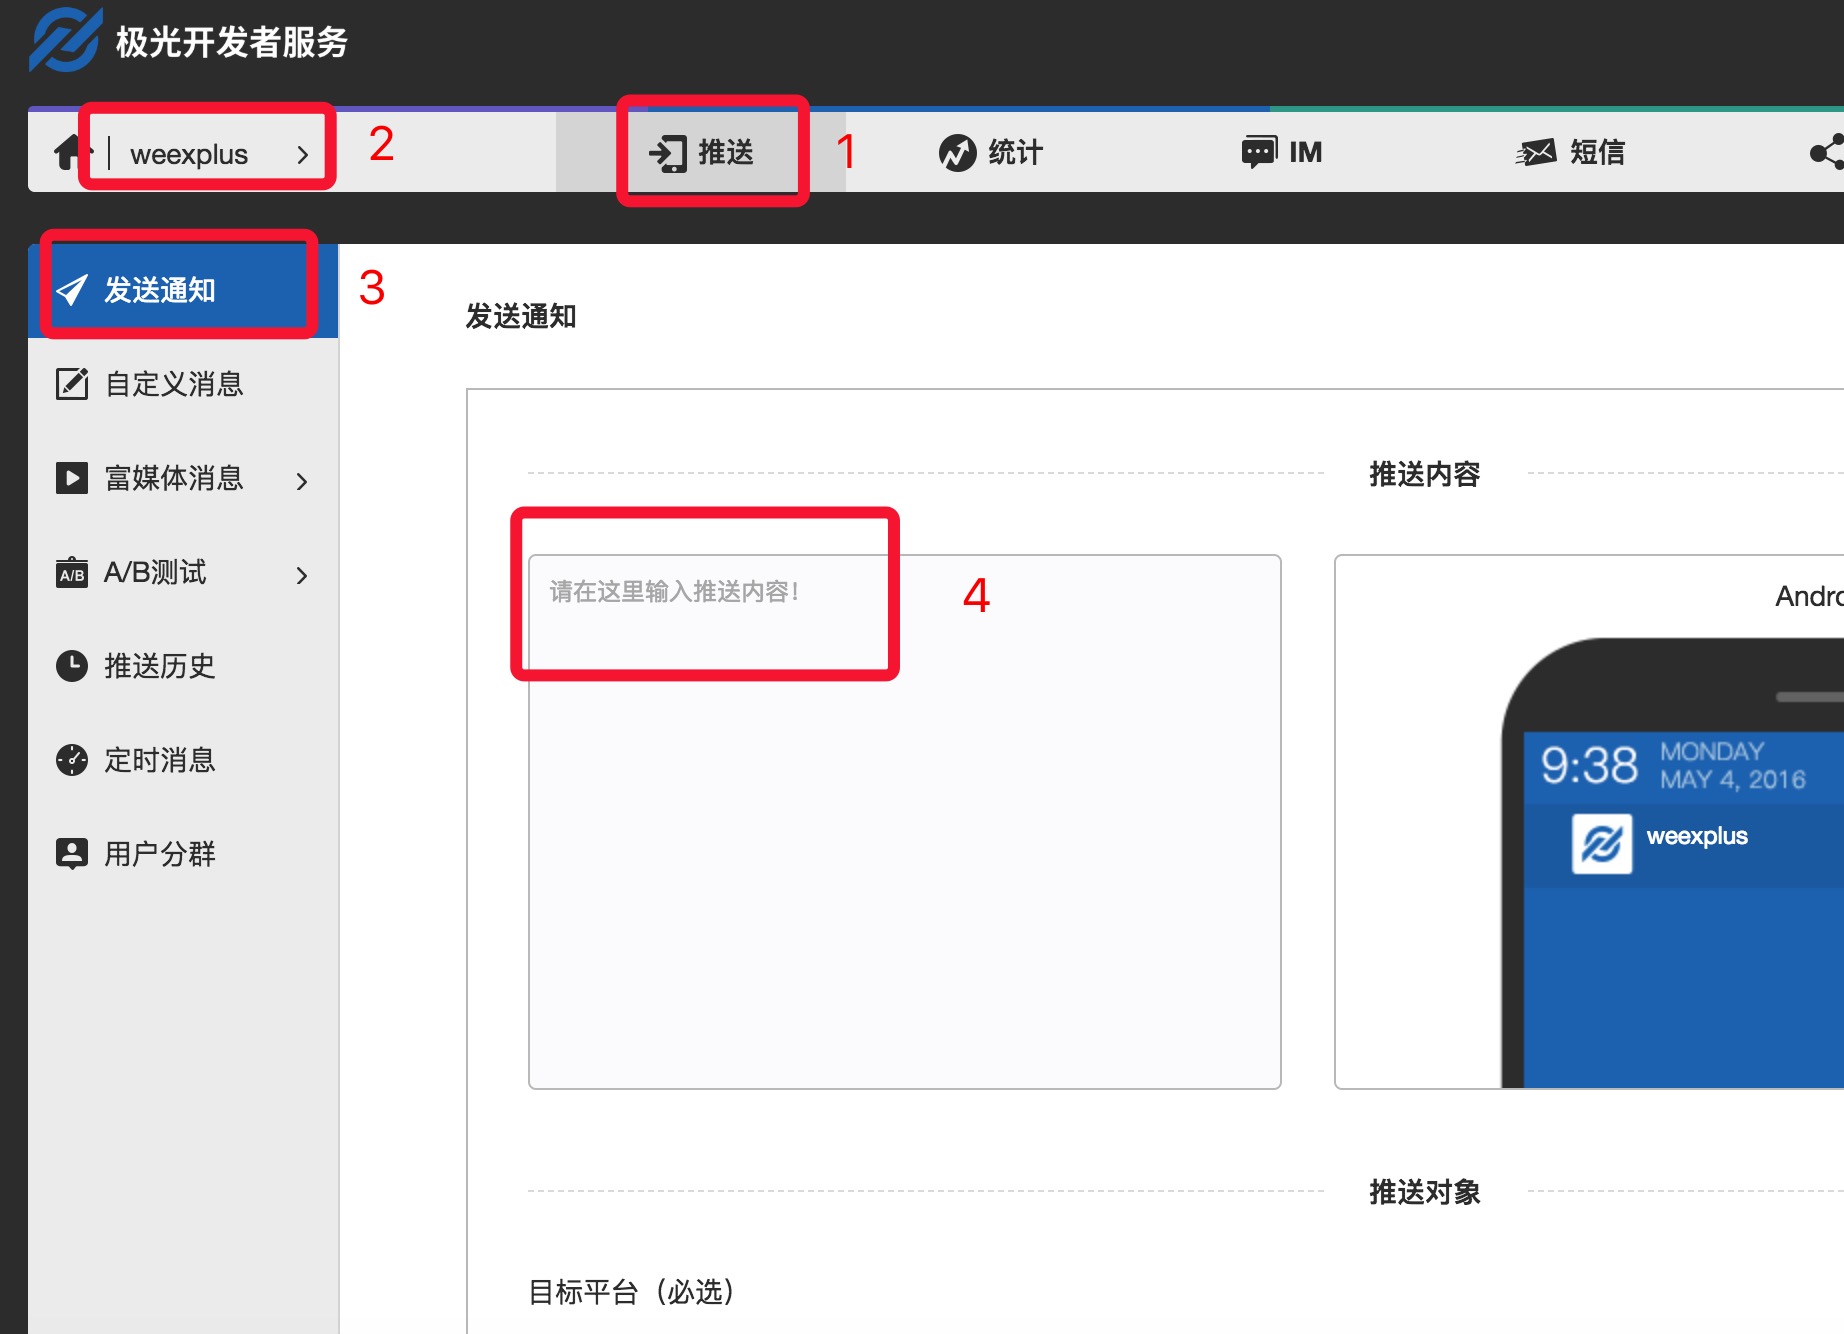 极光开发者服务
weexplus
2
推送
1
统计
IM
短信
发送通知
3
自定义消息
富媒体消息
A/B
A/B测试
推送历史
定时消息
用户分群
发送通知
推送内容
请在这里输入推送内容!
4
Andro
9:38
MONDAY
MAY 4, 2016
weexplus
推送对象
目标平台（必选）